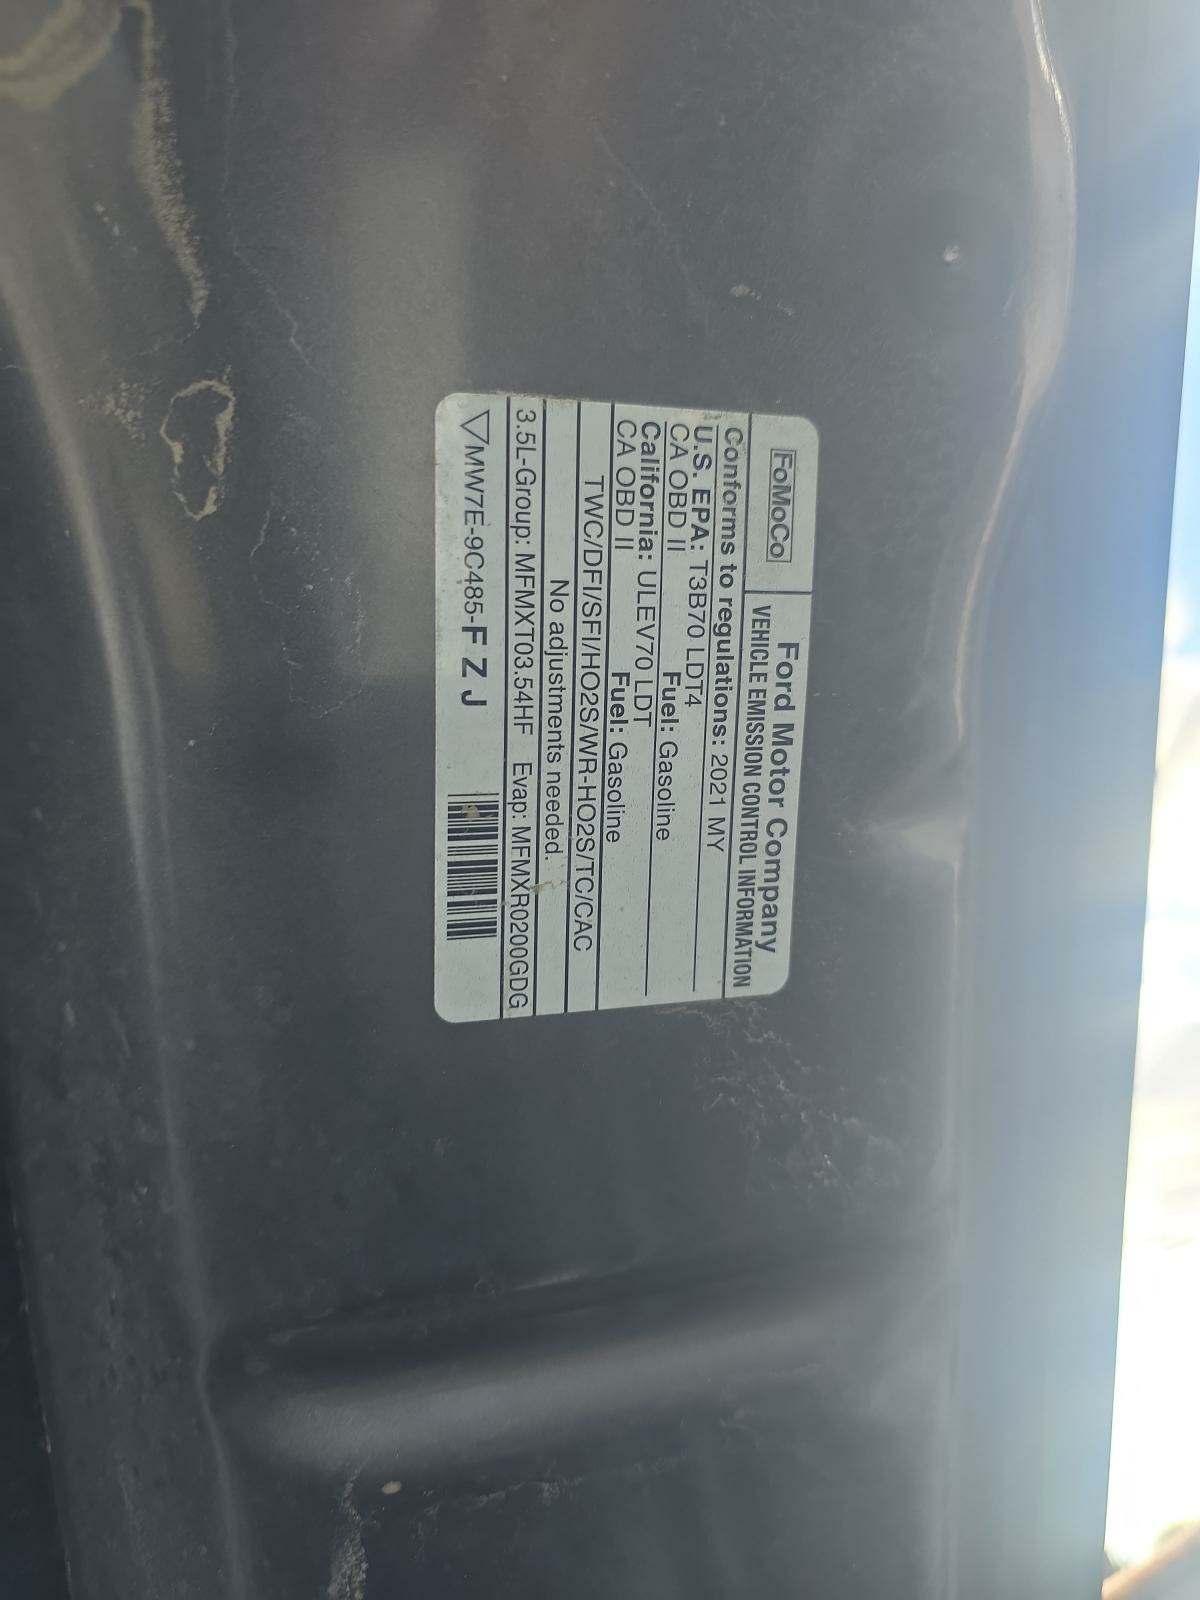 FoMoCo
Ford Motor Company
VEHICLE EMISSION CONTROL INFORMATION
Conforms to regulations: 2021 MY
U.S. EPA: T3B70 LDT4
CA OBD II Fuel: Gasoline
California: ULEV70 LDT
CA OBD II Fuel: Gasoline
TWC/DFI/SFI/HO2S/WR-HO2S/TC/CAC
No adjustments needed.
3.5L-Group: MFMXT03.54HF Evap: MFMXR0200GDG
▽MW7E-9C485-F Z J